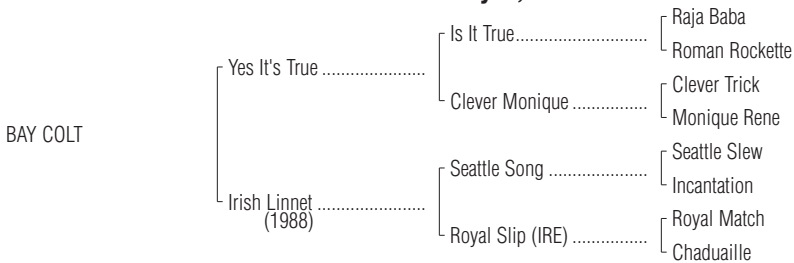 Raja Baba
Is It True
Roman Rockette
Yes It's True
Clever Trick
Clever Monique
Monique Rene
BAY COLT
Seattle Slew
Seattle Song
Incantation
Irish Linnet
(1988)
Royal Match
Royal Slip (IRE)
Chaduaille